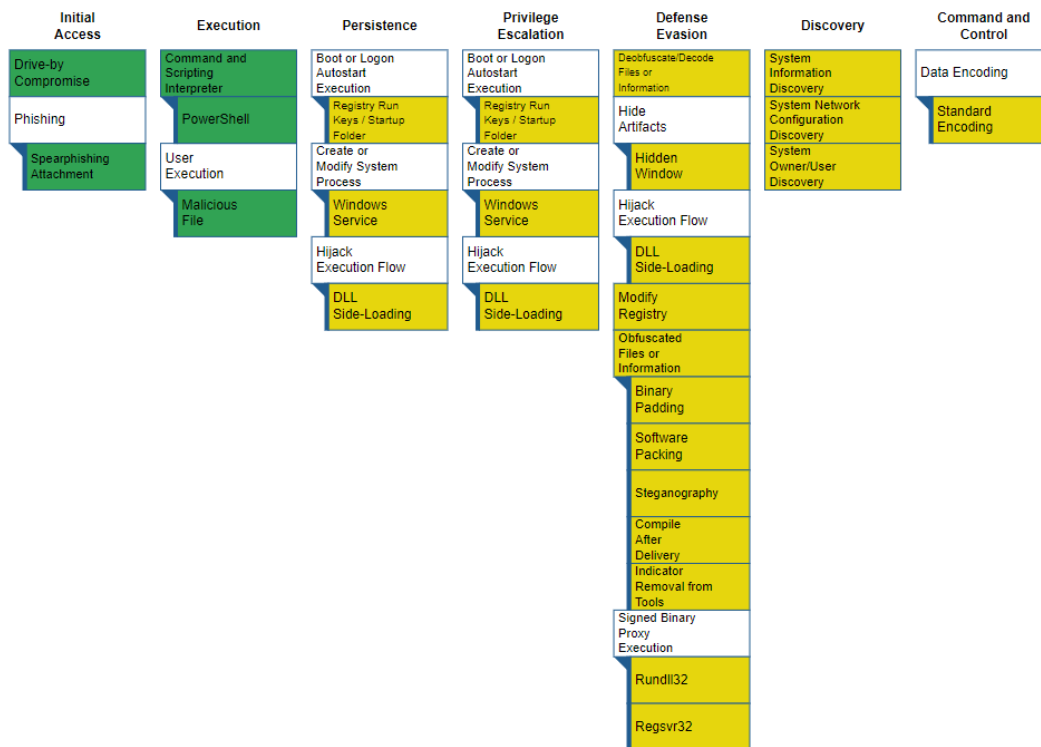 Initial
Access
Drive-by
Compromise
Phishing
Spearphishing
Attachment
Execution
Command and
Scripting
Interpreter
PowerShell
User
Execution
Malicious
File
Persistence
Boot or Logon
Autostart
Execution
Registry Run
Keys / Startup
Folder
Create or
Modify System
Process
Windows
Service
Hijack
Execution Flow
DLL
Side-Loading
Privilege
Escalation
Boot or Logon
Autostart
Execution
Registry Run
Keys / Startup
Folder
Create or
Modify System
Process
Windows
Service
Hijack
Execution Flow
DLL
Side-Loading
Defense
Evasion
Deobfuscate/Decode
Files or
Information
Hide
Artifacts
Hidden
Window
Hijack
Execution Flow
DLL
Side-Loading
Modify
Registry
Obfuscated
Files or
Information
Binary
Padding
Software
Packing
Steganography
Compile
After
Delivery
Indicator
Removal from
Tools
Signed Binary
Proxy
Execution
Rundll32
Regsvr32
Discovery
System
Information
Discovery
System Network
Configuration
Discovery
System
Owner/User
Discovery
Command and
Control
Data Encoding
Standard
Encoding